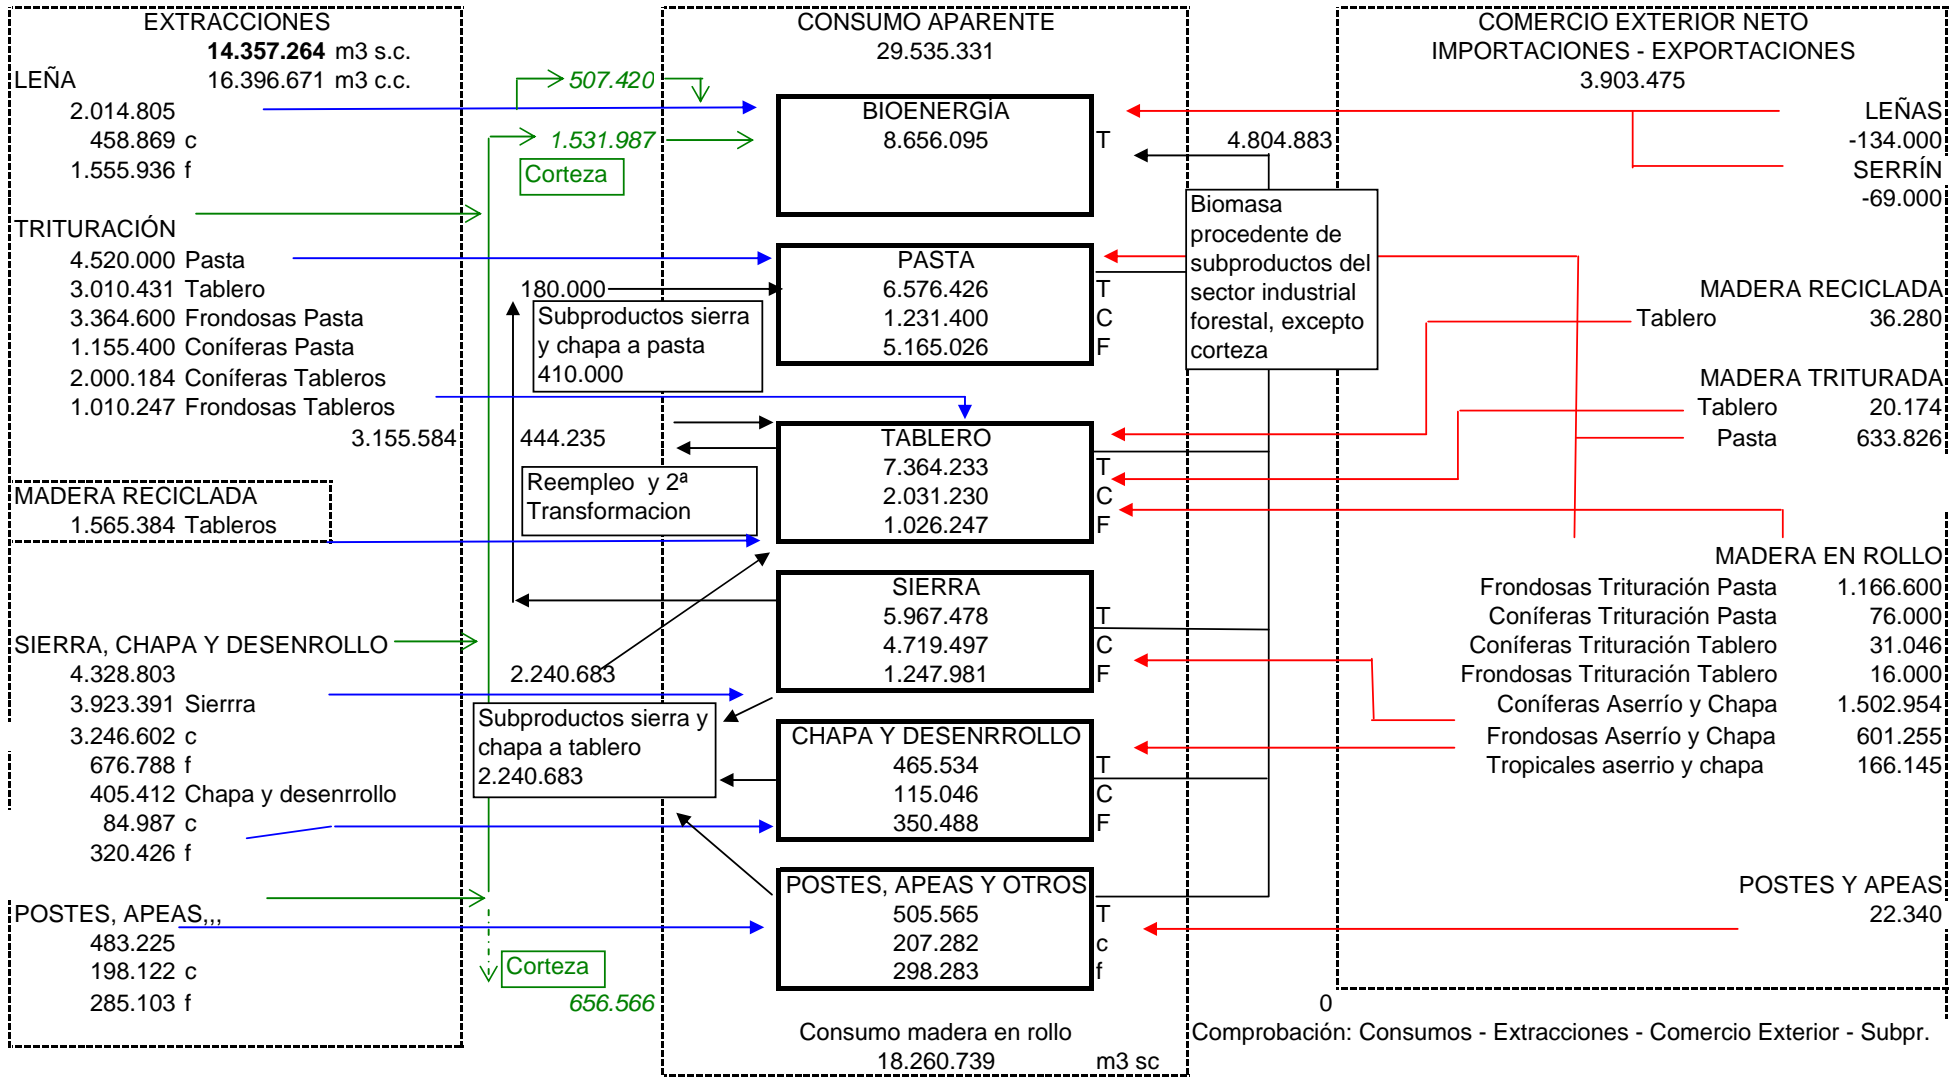 EXTRACCIONES
14.357.264 m3 s.c.
LEÑA 16.396.671 m3 c.c.
2.014.805
458.869 c
1.555.936 f
TRITURACIÓN
4.520.000 Pasta
3.010.431 Tablero
3.364.600 Frondosas Pasta
1.155.400 Coníferas Pasta
2.000.184 Coníferas Tableros
1.010.247 Frondosas Tableros
3.155.584
MADERA RECICLADA
1.565.384 Tableros
SIERRA, CHAPA Y DESENROLLO
4.328.803
3.923.391 Sierrra
3.246.602 c
676.788 f
405.412 Chapa y desenrrollo
84.987 c
320.426 f
POSTES, APEAS,,,
483.225
198.122 c
285.103 f
507.420
1.531.987
Corteza
180.000
Subproductos sierra
y chapa a pasta
410.000
444.235
Reempleo y 2ª
Transformacion
2.240.683
Subproductos sierra y
chapa a tablero
2.240.683
Corteza
656.566
CONSUMO APARENTE
29.535.331
BIOENERGÍA
8.656.095 T
PASTA
6.576.426 T
1.231.400 C
5.165.026 F
TABLERO
7.364.233 T
2.031.230 C
1.026.247 F
SIERRA
5.967.478 T
4.719.497 C
1.247.981 F
CHAPA Y DESENRROLLO
465.534 T
115.046 C
350.488 F
POSTES, APEAS Y OTROS
505.565 T
207.282 c
298.283 f
Consumo madera en rollo
18.260.739 m3 sc
4.804.883
Biomasa
procedente de
subproductos del
sector industrial
forestal, excepto
corteza
COMERCIO EXTERIOR NETO
IMPORTACIONES - EXPORTACIONES
3.903.475
LEÑAS
-134.000
SERRÍN
-69.000
MADERA RECICLADA
Tablero 36.280
MADERA TRITURADA
Tablero 20.174
Pasta 633.826
MADERA EN ROLLO
Frondosas Trituración Pasta 1.166.600
Coníferas Trituración Pasta 76.000
Coníferas Trituración Tablero 31.046
Frondosas Trituración Tablero 16.000
Coníferas Aserrío y Chapa 1.502.954
Frondosas Aserrío y Chapa 601.255
Tropicales aserrio y chapa 166.145
POSTES Y APEAS
22.340
0
Comprobación: Consumos - Extracciones - Comercio Exterior - Subpr.